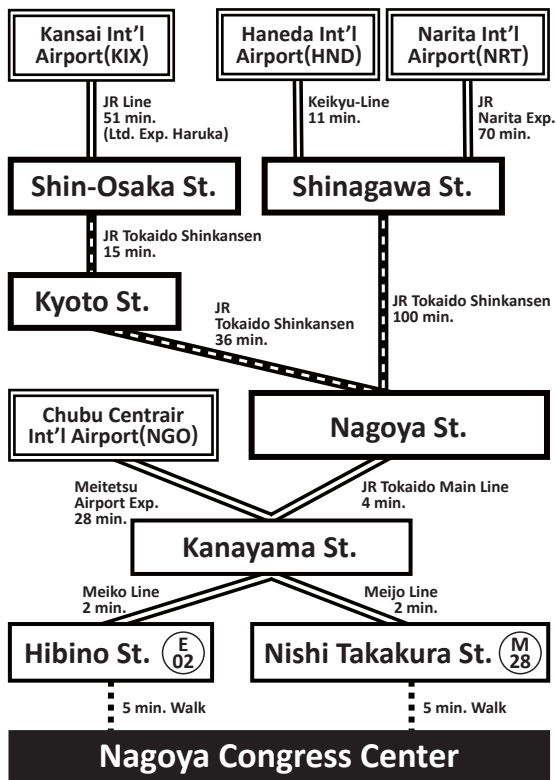 Kansai Int’l
Airport(KIX)
Haneda Int’l
Airport(HND)
Narita Int’l
Airport(NRT)
JR Line
51 min.
(Ltd. Exp. Haruka)
Keikyu-Line
11 min.
JR
Narita Exp.
70 min.
Shin-Osaka St.
Shinagawa St.
JR Tokaido Shinkansen
15 min.
Kyoto St.
JR
Tokaido Shinkansen
36 min.
JR Tokaido Shinkansen
100 min.
Chubu Centrair
Int’l Airport(NGO)
Nagoya St.
Meitetsu
Airport Exp.
28 min.
JR Tokaido Main Line
4 min.
Kanayama St.
Meiko Line
2 min.
Meijo Line
2 min.
Hibino St.
E
02
Nishi Takakura St.
M
28
5 min. Walk
5 min. Walk
Nagoya Congress Center